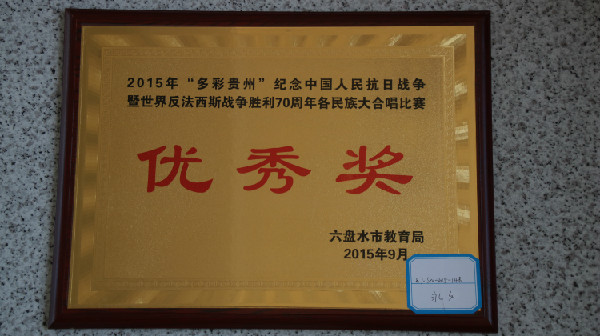 2015年“多彩贵州”纪念中国人民抗日战争
暨世界反法西斯战争胜利70周年各民族大合唱比赛
优秀奖
六盘水市教育局
2015年9月